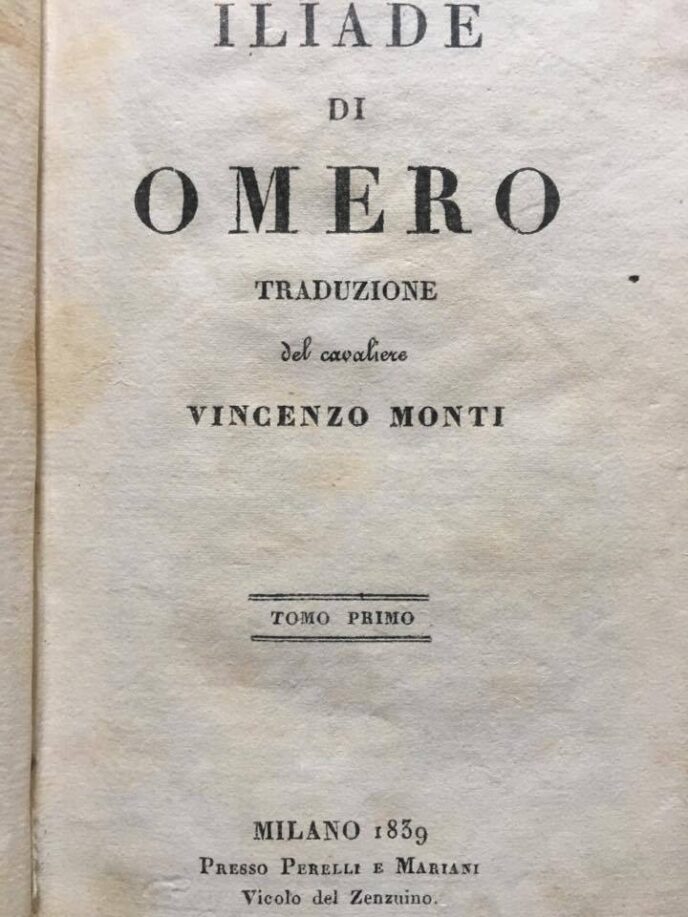 ILIADE
DI
OMERO
TRADUZIONE
del cavaliere
VINCENZO MONTI
TOMO PRIMO
MILANO 1839
PRESSO PERELLI E MARIANI
Vicolo del Zenzuino.